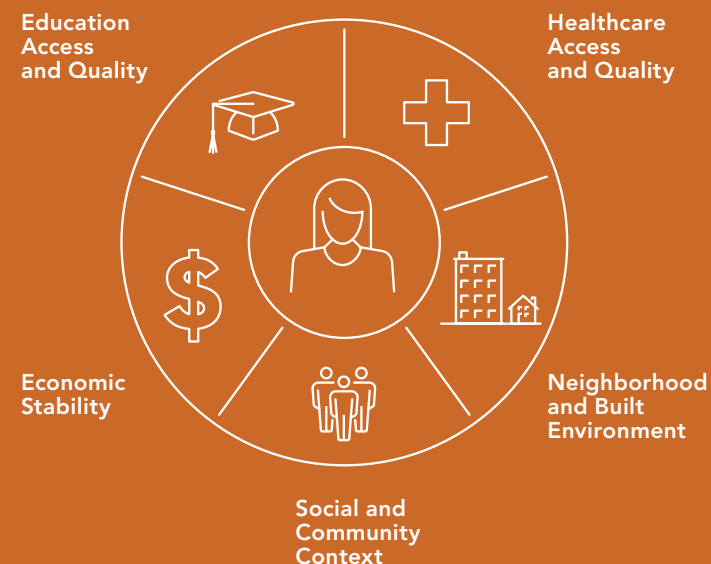 Education
Access
and Quality
Healthcare
Access
and Quality
Economic
Stability
Neighborhood
and Built
Environment
Social and
Community
Context